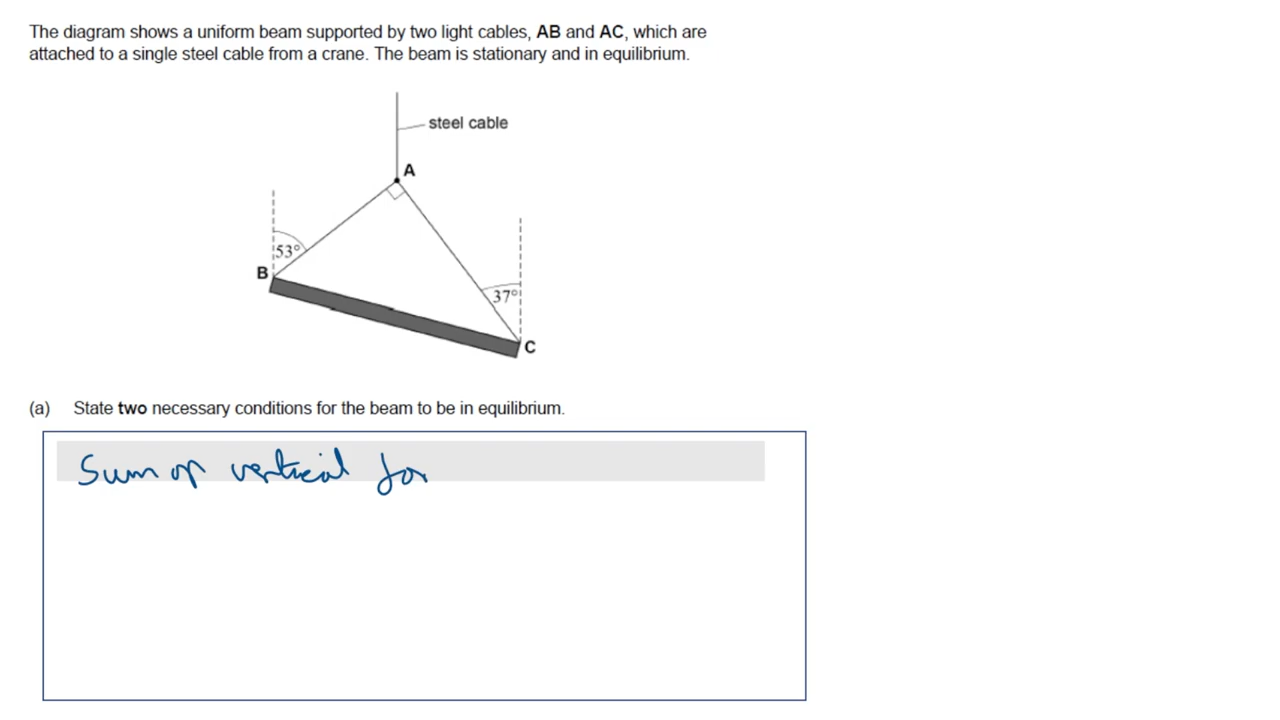 The diagram shows a uniform beam supported by two light cables, AB and AC, which are
attached to a single steel cable from a crane. The beam is stationary and in equilibrium.
steel cable
A
53°
B
37°
C
(a) State two necessary conditions for the beam to be in equilibrium.
Sum of vertical for